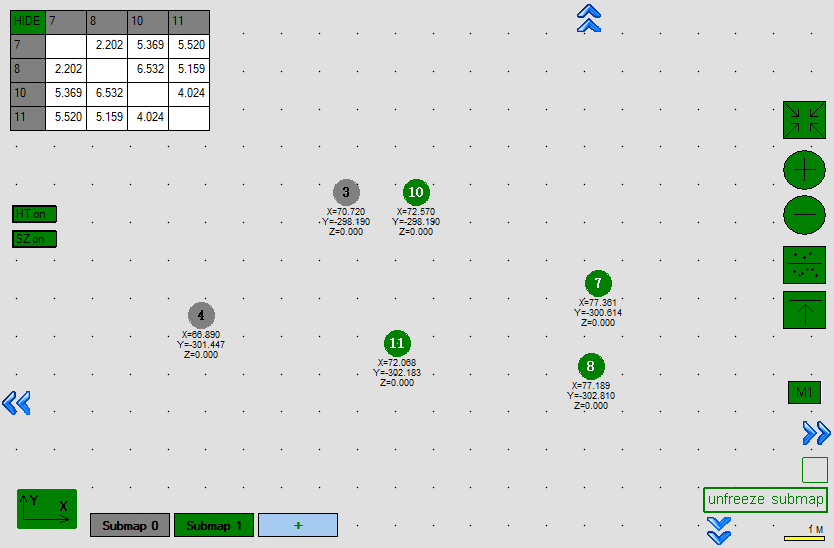 HIDE 7 8 10 11
7 2.202 5.369 5.520
8 2.202 6.532 5.159
10 5.369 6.532 4.024
11 5.520 5.159 4.024
3
X=70.720
Y=-298.190
Z=0.000
10
X=72.570
Y=-298.190
Z=0.000
HT on
SZ on
7
X=77.361
Y=-300.614
Z=0.000
4
X=66.890
Y=-301.447
Z=0.000
11
X=72.068
Y=-302.183
Z=0.000
8
X=77.189
Y=-302.810
Z=0.000
M1
unfreeze submap
Y X
Submap 0 Submap 1 +
1 M